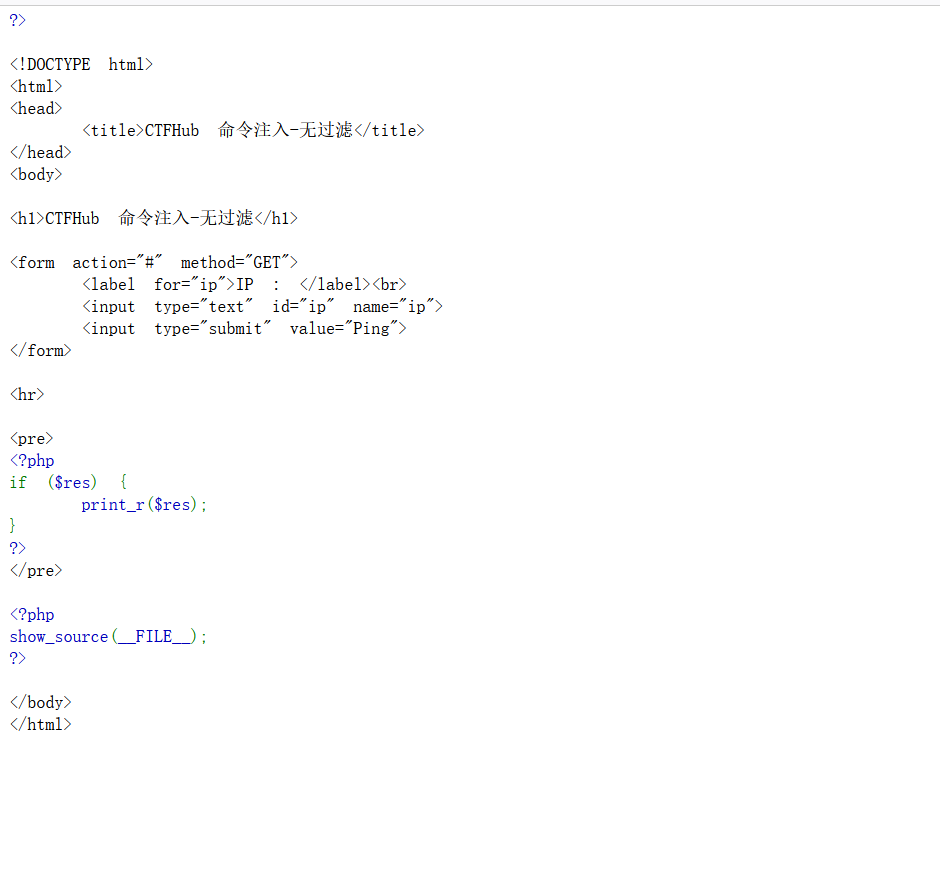 ?>
<!DOCTYPE html>
<html>
<head>
<title>CTFHub 命令注入-无过滤</title>
</head>
<body>
<h1>CTFHub 命令注入-无过滤</h1>
<form action="#" method="GET">
<label for="ip">IP : </label><br>
<input type="text" id="ip" name="ip">
<input type="submit" value="Ping">
</form>
<hr>
<pre>
<?php
if ($res) {
print_r($res);
}
?>
</pre>
<?php
show_source(__FILE__);
?>
</body>
</html>